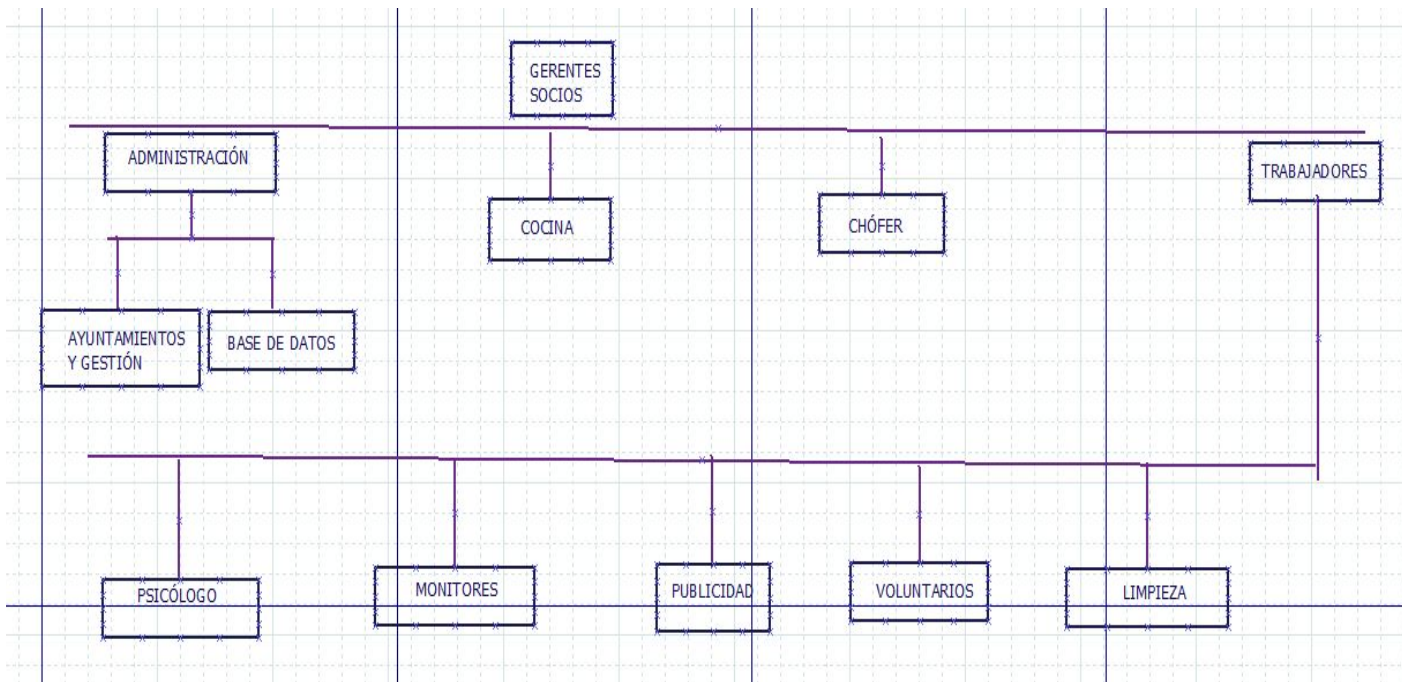 GERENTES
SOCIOS
ADMINISTRACIÓN
TRABAJADORES
COCINA
CHÓFER
AYUNTAMIENTOS
Y GESTIÓN
BASE DE DATOS
PSICÓLOGO
MONITORES
PUBLICIDAD
VOLUNTARIOS
LIMPIEZA